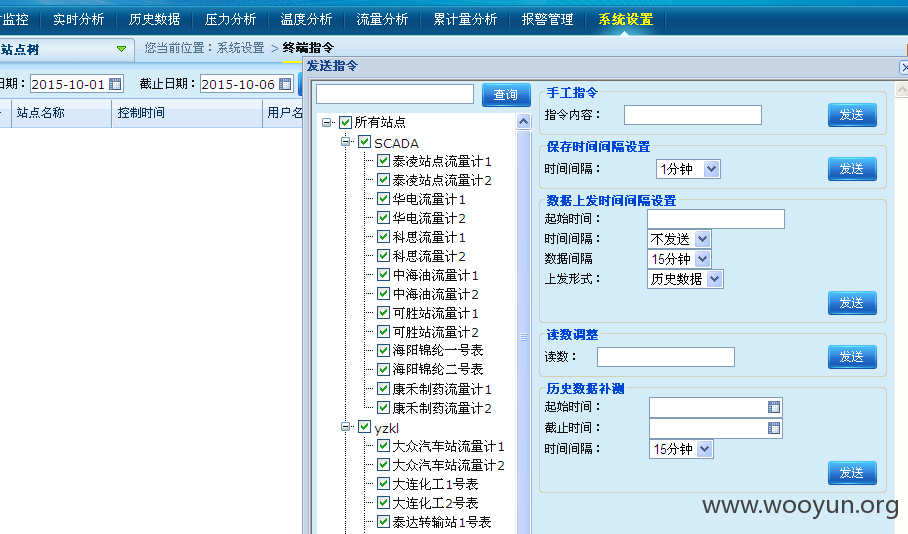 监控 实时分析 历史数据 压力分析 温度分析 流量分析 累计量分析 报警管理 系统设置
站点树
您当前位置：系统设置 > 终端指令
日期： 2015-10-01 截止日期： 2015-10-06
站点名称 控制时间 用户名
发送指令
查询
所有站点
SCADA
泰凌站点流量计1
泰凌站点流量计2
华电流量计1
华电流量计2
科思流量计1
科思流量计2
中海油流量计1
中海油流量计2
可胜站流量计1
可胜站流量计2
海阳锦纶一号表
海阳锦纶二号表
康禾制药流量计1
康禾制药流量计2
yzkl
大众汽车站流量计1
大众汽车站流量计2
大连化工1号表
大连化工2号表
泰达转输站1号表
手工指令
指令内容： 发送
保存时间间隔设置
时间间隔： 1分钟 发送
数据上发时间间隔设置
起始时间：
时间间隔： 不发送
数据间隔 15分钟
上发形式： 历史数据
发送
读数调整
读数： 发送
历史数据补测
起始时间：
截止时间：
时间间隔： 15分钟
发送
www.wooyun.org